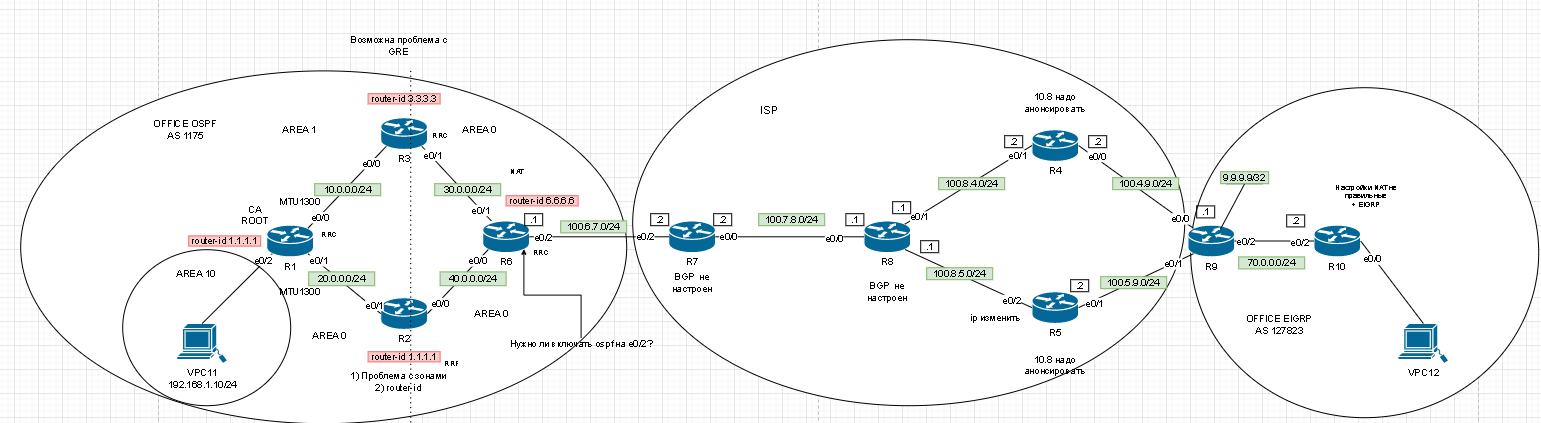 Возможна проблема с
GRE
router-id 3.3.3.3
OFFICE OSPF
AS 1175
AREA 1
AREA 0
RRC
R3
e0/0
e0/1
10.0.0.0/24
30.0.0.0/24
NAT
MTU1300
CA
ROOT
e0/0
e0/1
router-id 6.6.6.6
router-id 1.1.1.1
RRC
.1
100.6.7.0/24
e0/2
R1
e0/1
e0/2
RRC
R6
e0/0
AREA 10
20.0.0.0/24
40.0.0.0/24
MTU1300
e0/1
e0/0
AREA 0
AREA 0
R2
Нужно ли включать ospf на e0/2?
router-id 1.1.1.1
RRF
VPC11
192.168.1.10/24
1) Проблема с зонами
2) router-id
ISP
10.8 надо
анонсировать
.2
.2
e0/1
e0/0
R4
100.8.4.0/24
100.4.9.0/24
.2
.2
100.7.8.0/24
.1
.1
e0/1
e0/2
e0/0
e0/0
R7
R8
.1
e0/1
BGP не
настроен
BGP не
настроен
100.8.5.0/24
.2
100.5.9.0/24
e0/2
e0/1
ip изменить
R5
10.8 надо
анонсировать
9.9.9.9/32
Настройки NAT не
правильные
+ EIGRP
.1
e0/0
.2
e0/2
e0/2
R9
R10
e0/1
70.0.0.0/24
e0/0
OFFICE EIGRP
AS 127823
VPC12